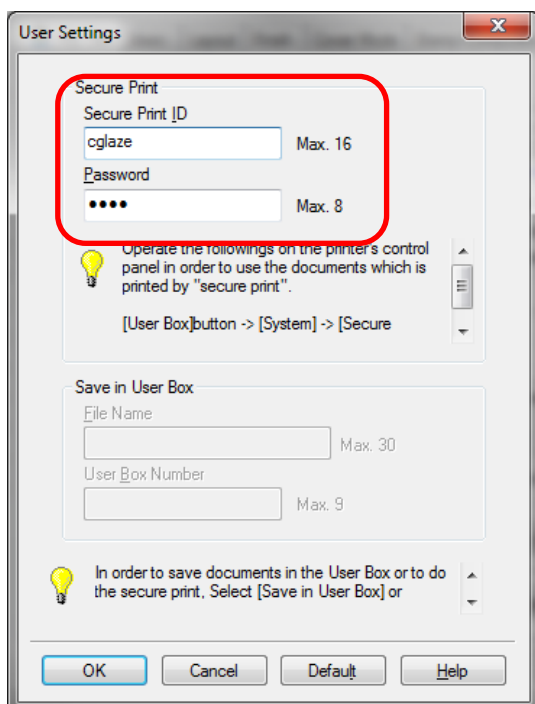 User Settings
Secure Print
Secure Print ID
cglaze
Max. 16
Password
••••
Max. 8
Operate the followings on the printer's control
panel in order to use the documents which is
printed by "secure print".
[User Box]button -> [System] -> [Secure
Save in User Box
File Name
Max. 30
User Box Number
Max. 9
In order to save documents in the User Box or to do
the secure print, Select [Save in User Box] or
OK
Cancel
Default
Help